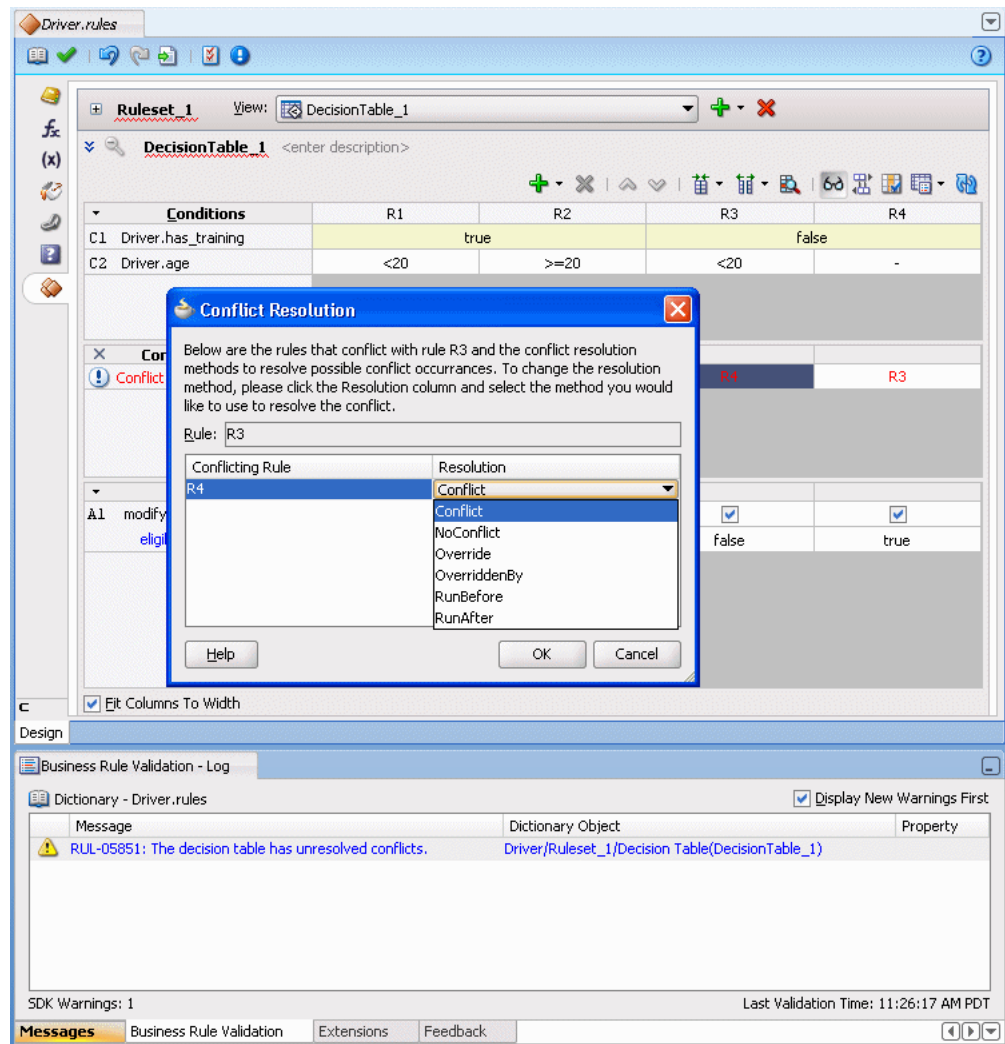 Driver.rules
Ruleset_1 View: DecisionTable_1
DecisionTable_1 <enter description>
Conditions R1 R2 R3 R4
C1 Driver.has_training true false
C2 Driver.age <20 >=20 <20 -
Conflict Resolution
Below are the rules that conflict with rule R3 and the conflict resolution
methods to resolve possible conflict occurrances. To change the resolution
method, please click the Resolution column and select the method you would
like to use to resolve the conflict.
Con
Conflict R4 R3
Rule: R3
Conflicting Rule Resolution
R4 Conflict
Conflict
NoConflict
Override
OverriddenBy
RunBefore
RunAfter
A1 modify
eligil false true
Help OK Cancel
Fit Columns To Width
C
Design
Business Rule Validation - Log
Dictionary - Driver.rules Display New Warnings First
Message Dictionary Object Property
RUL-05851: The decision table has unresolved conflicts. Driver/Ruleset_1/Decision Table(DecisionTable_1)
SDK Warnings: 1 Last Validation Time: 11:26:17 AM PDT
Messages Business Rule Validation Extensions Feedback